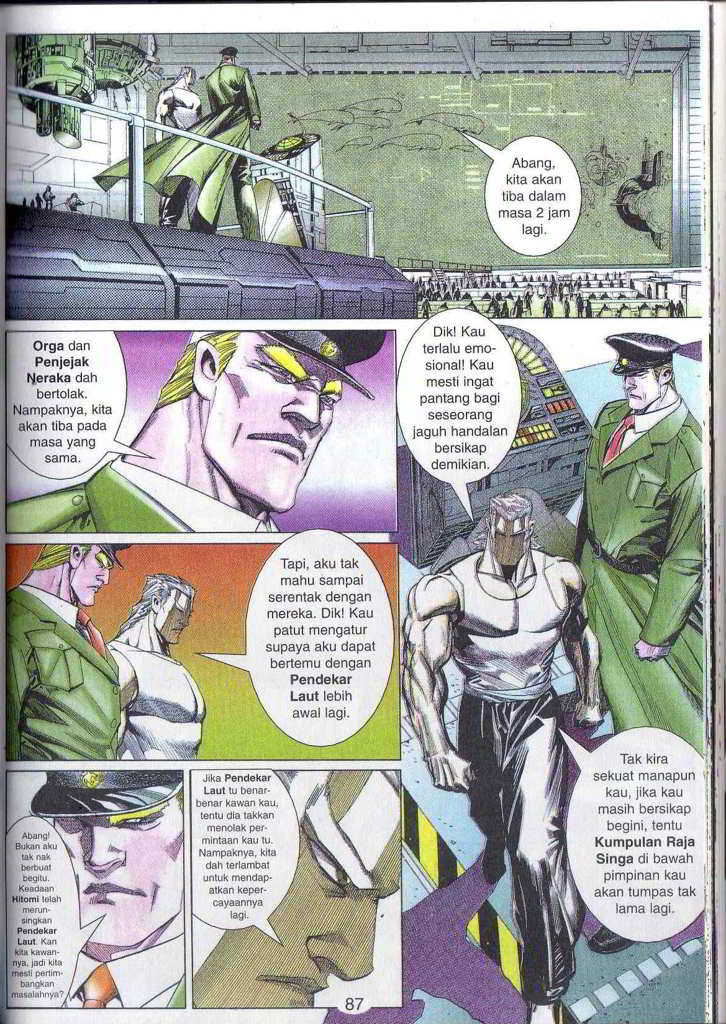 Abang,
kita akan
tiba dalam
masa 2 jam
lagi.
Orga dan
Penjejak
Neraka dah
bertolak.
Nampaknya, kita
akan tiba pada
masa yang
sama.
Tapi, aku tak
mahu sampai
serentak dengan
mereka. Dik! Kau
patut mengatur
supaya aku dapat
bertemu dengan
Pendekar
Laut lebih
awal lagi.
Abang!
Bukan aku
tak nak
berbuat
begitu.
Keadaan
Hitomi telah
merun-
singkan
Pendekar
Laut. Kan
kita kawan-
nya, jadi kita
mesti pertim-
bangkan
masalahnya?
Jika Pendekar
Laut tu benar-
benar kawan kau,
tentu dia takkan
menolak per-
mintaan kau tu.
Nampaknya, kita
dah terlambat
untuk mendap-
atkan keper-
cayaannya
lagi.
Dik! Kau
terlalu emo-
sional! Kau
mesti ingat
pantang bagi
seseorang
jaguh handalan
bersikap
demikian.
Tak kira
sekuat manapun
kau, jika kau
masih bersikap
begini, tentu
Kumpulan Raja
Singa di bawah
pimpinan kau
akan tumpas tak
lama lagi.
87